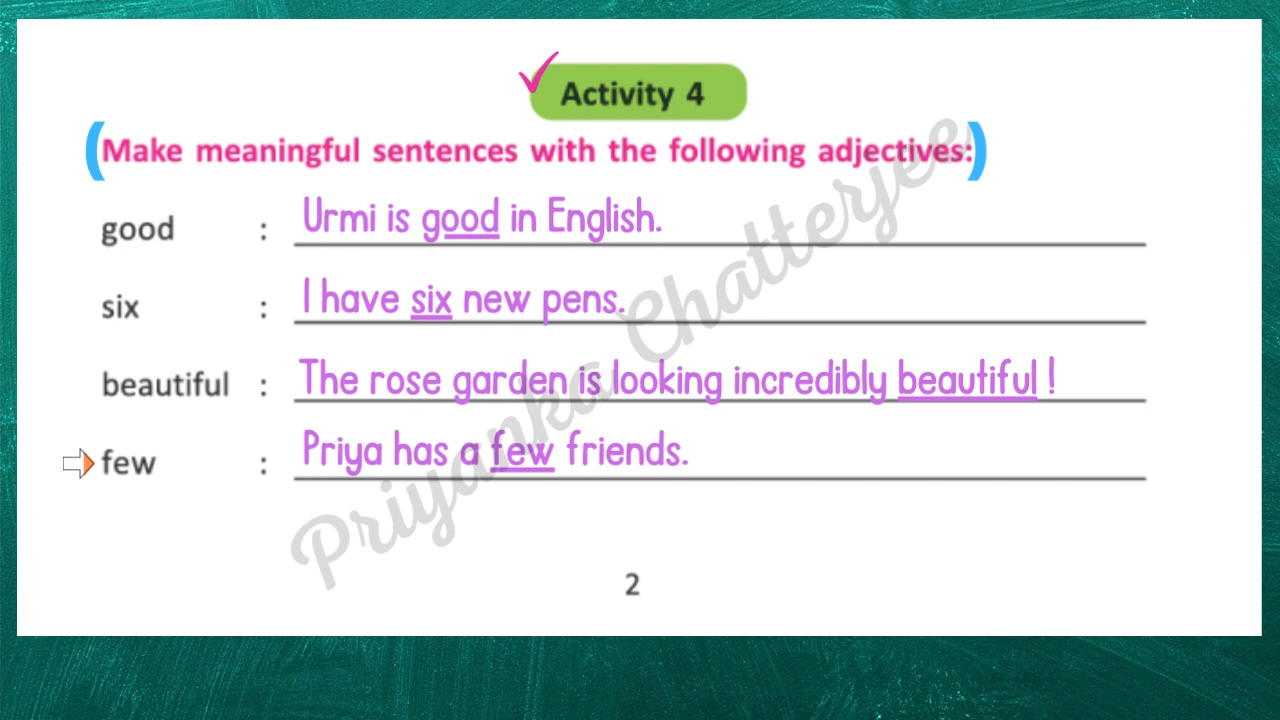 Activity 4
Make meaningful sentences with the following adjectives:
good : Urmi is good in English.
six : I have six new pens.
beautiful : The rose garden is looking incredibly beautiful !
few : Priya has a few friends.
Priyanka Chatterjee
2